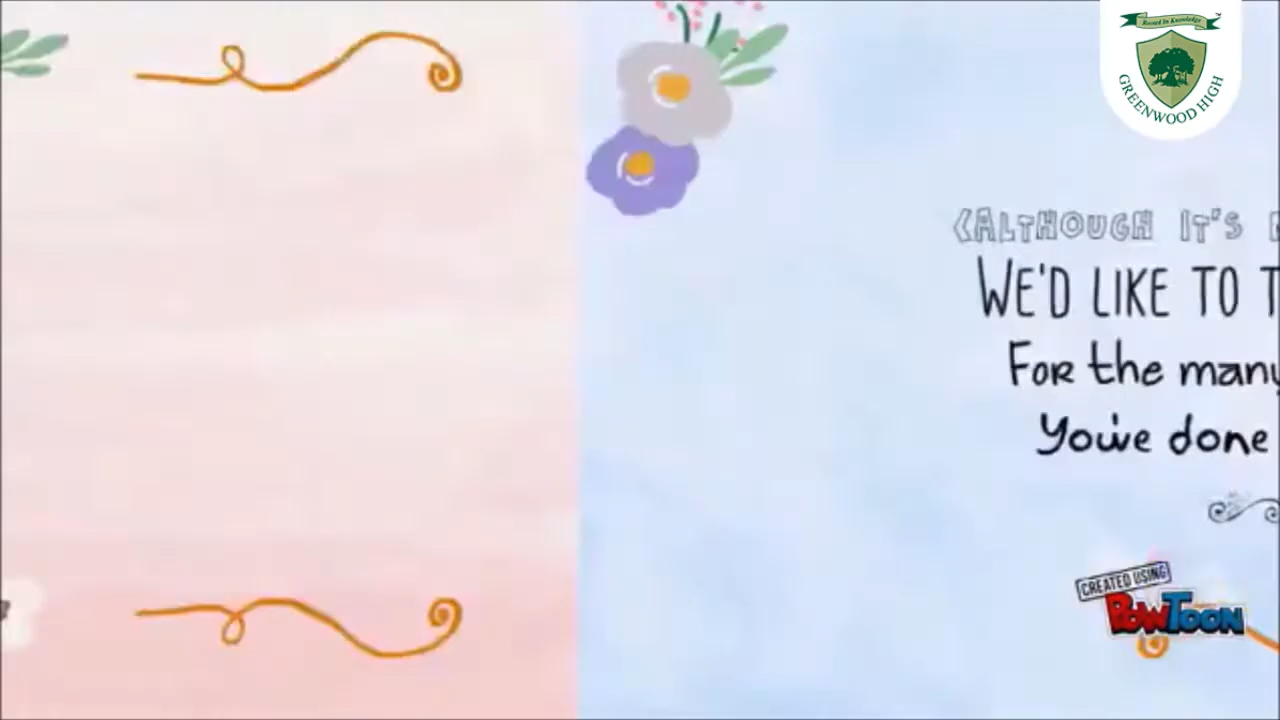 Rooted in Knowledge
GREENWOOD HIGH
(ALTHOUGH IT'S
WE'D LIKE TO T
For the many
You've done
CREATED USING
POWTOON